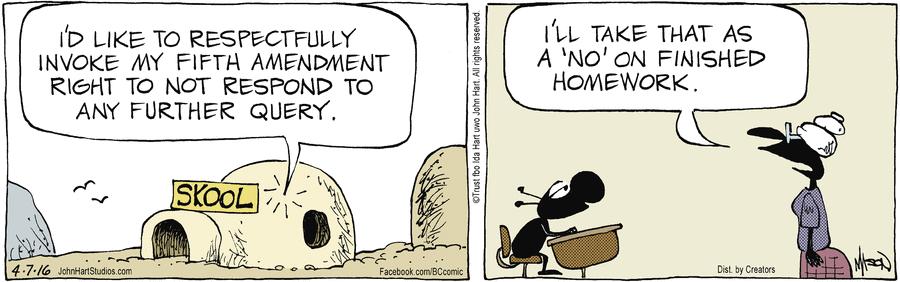 I'D LIKE TO RESPECTFULLY
INVOKE MY FIFTH AMENDMENT
RIGHT TO NOT RESPOND TO
ANY FURTHER QUERY.
SKOOL
4-7-16
JohnHartStudios.com
Facebook.com/BCcomic
©Trust fbo Ida Hart uwo John Hart. All rights reserved.
I'LL TAKE THAT AS
A 'NO' ON FINISHED
HOMEWORK.
Dist. by Creators
MASON